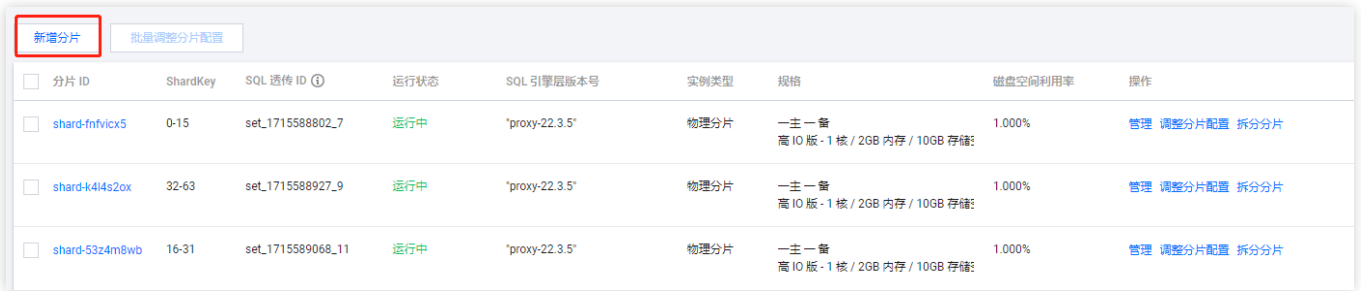 新增分片 批量调整分片配置
分片 ID ShardKey SQL 透传 ID 运行状态 SQL 引擎层版本号 实例类型 规格 磁盘空间利用率 操作
shard-fnfvicx5 0-15 set_1715588802_7 运行中 "proxy-22.3.5" 物理分片 一主一备 1.000% 管理 调整分片配置 拆分分片
高 IO 版 - 1 核 / 2GB 内存 / 10GB 存储
shard-k4l4s2ox 32-63 set_1715588927_9 运行中 "proxy-22.3.5" 物理分片 一主一备 1.000% 管理 调整分片配置 拆分分片
高 IO 版 - 1 核 / 2GB 内存 / 10GB 存储
shard-53z4m8wb 16-31 set_1715589068_11 运行中 "proxy-22.3.5" 物理分片 一主一备 1.000% 管理 调整分片配置 拆分分片
高 IO 版 - 1 核 / 2GB 内存 / 10GB 存储